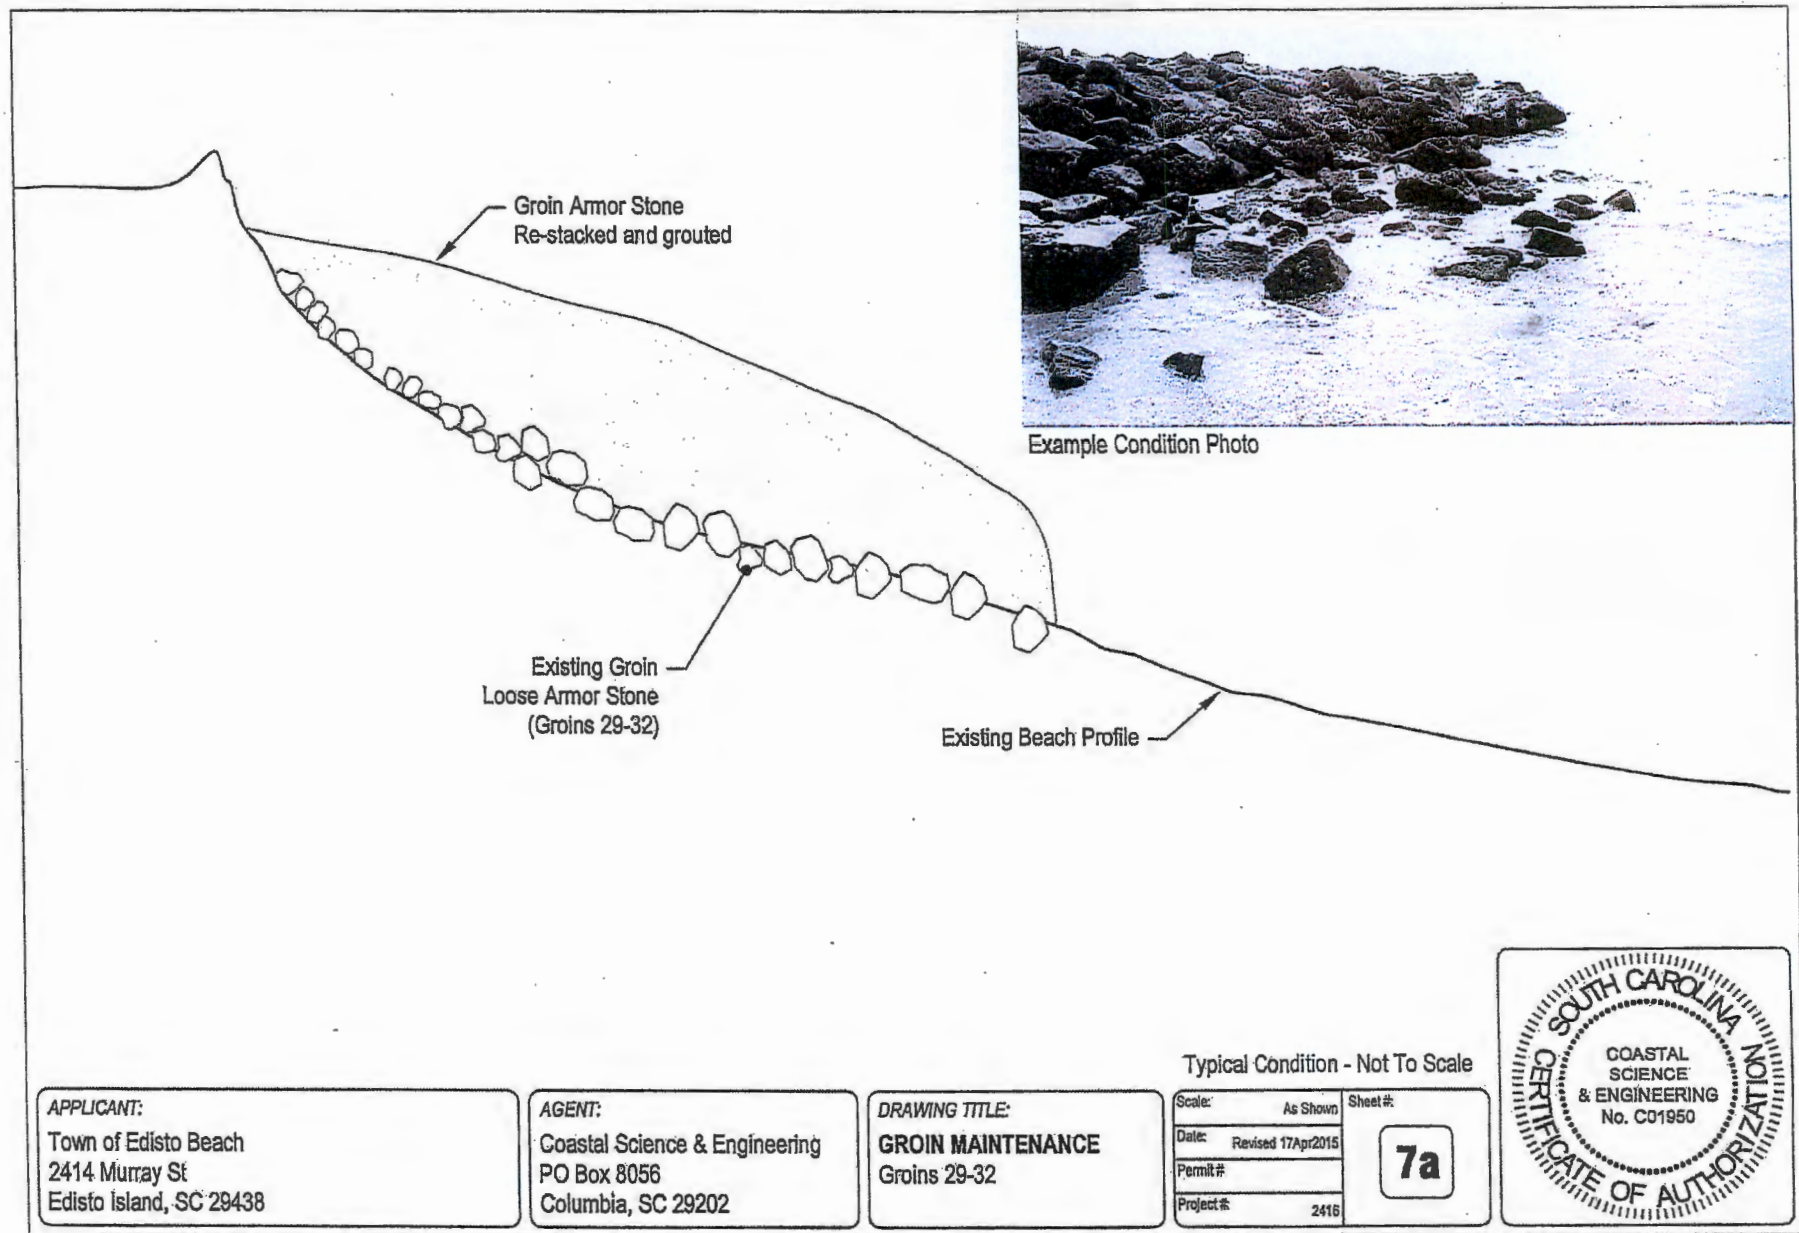 Groin Armor Stone
Re-stacked and grouted
Example Condition Photo
Existing Groin
Loose Armor Stone
(Groins 29-32)
Existing Beach Profile
Typical Condition - Not To Scale
APPLICANT:
Town of Edisto Beach
2414 Murray St
Edisto Island, SC 29438
AGENT:
Coastal Science & Engineering
PO Box 8056
Columbia, SC 29202
DRAWING TITLE:
GROIN MAINTENANCE
Groins 29-32
Scale: As Shown
Date: Revised 17Apr2015
Permit#
Project#: 2416
Sheet#:
7a
SOUTH CAROLINA
CERTIFICATE OF AUTHORIZATION
COASTAL
SCIENCE
& ENGINEERING
No. C01950